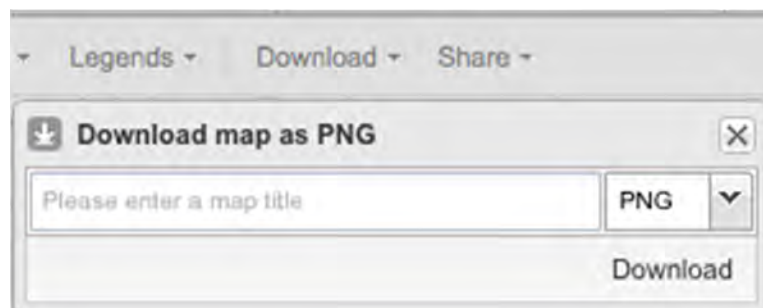 Legends Download Share
Download map as PNG
Please enter a map title PNG
Download